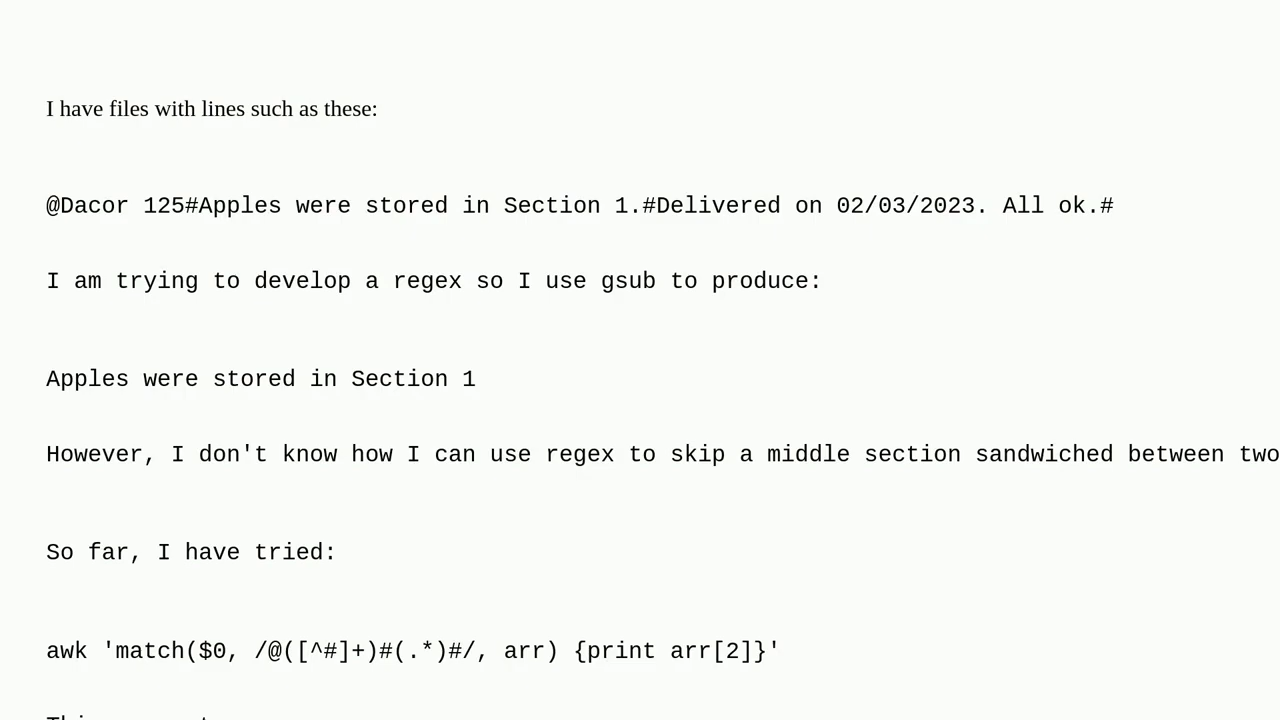 I have files with lines such as these:
@Dacor 125#Apples were stored in Section 1.#Delivered on 02/03/2023. All ok.#
I am trying to develop a regex so I use gsub to produce:
Apples were stored in Section 1
However, I don't know how I can use regex to skip a middle section sandwiched between two
So far, I have tried:
awk 'match($0, /@([^#]+)#(.*)#/, arr) {print arr[2]}'